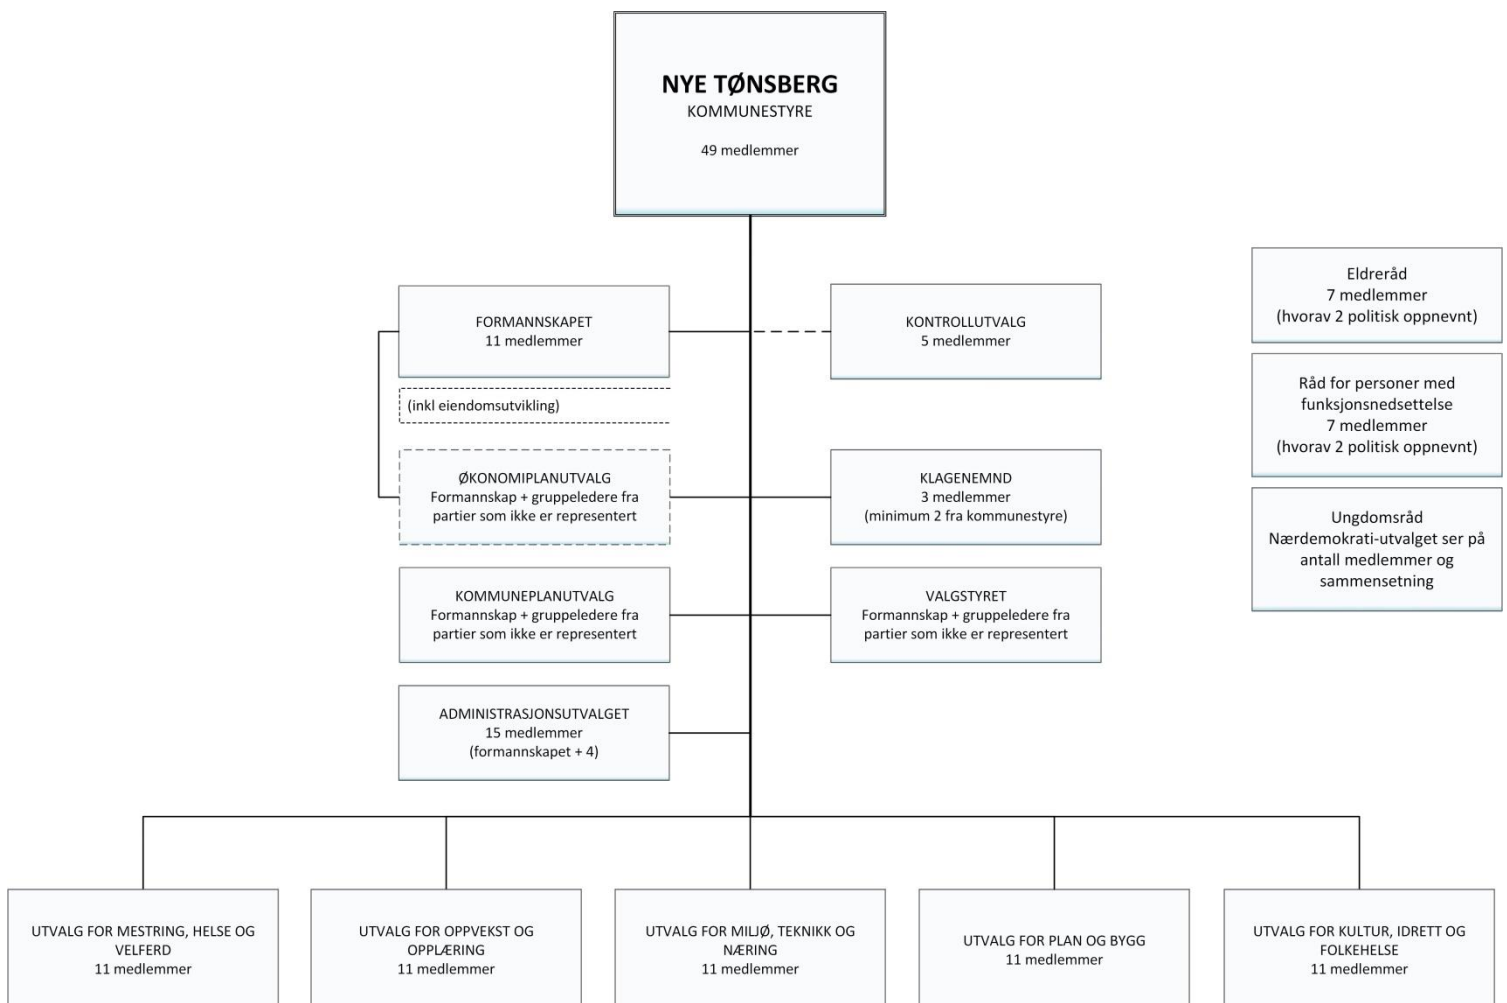 NYE TØNSBERG
KOMMUNESTYRE
49 medlemmer
FORMANNSKAPET
11 medlemmer
(inkl eiendomsutvikling)
KONTROLLUTVALG
5 medlemmer
ØKONOMIPLANUTVALG
Formannskap + gruppeledere fra
partier som ikke er representert
KLAGENEMND
3 medlemmer
(minimum 2 fra kommunestyre)
KOMMUNEPLANUTVALG
Formannskap + gruppeledere fra
partier som ikke er representert
VALGSTYRET
Formannskap + gruppeledere fra
partier som ikke er representert
ADMINISTRASJONSUTVALGET
15 medlemmer
(formannskapet + 4)
Eldreråd
7 medlemmer
(hvorav 2 politisk oppnevnt)
Råd for personer med
funksjonsnedsettelse
7 medlemmer
(hvorav 2 politisk oppnevnt)
Ungdomsråd
Nærdemokrati-utvalget ser på
antall medlemmer og
sammensetning
UTVALG FOR MESTRING, HELSE OG
VELFERD
11 medlemmer
UTVALG FOR OPPVEKST OG
OPPLÆRING
11 medlemmer
UTVALG FOR MILJØ, TEKNIKK OG
NÆRING
11 medlemmer
UTVALG FOR PLAN OG BYGG
11 medlemmer
UTVALG FOR KULTUR, IDRETT OG
FOLKEHELSE
11 medlemmer